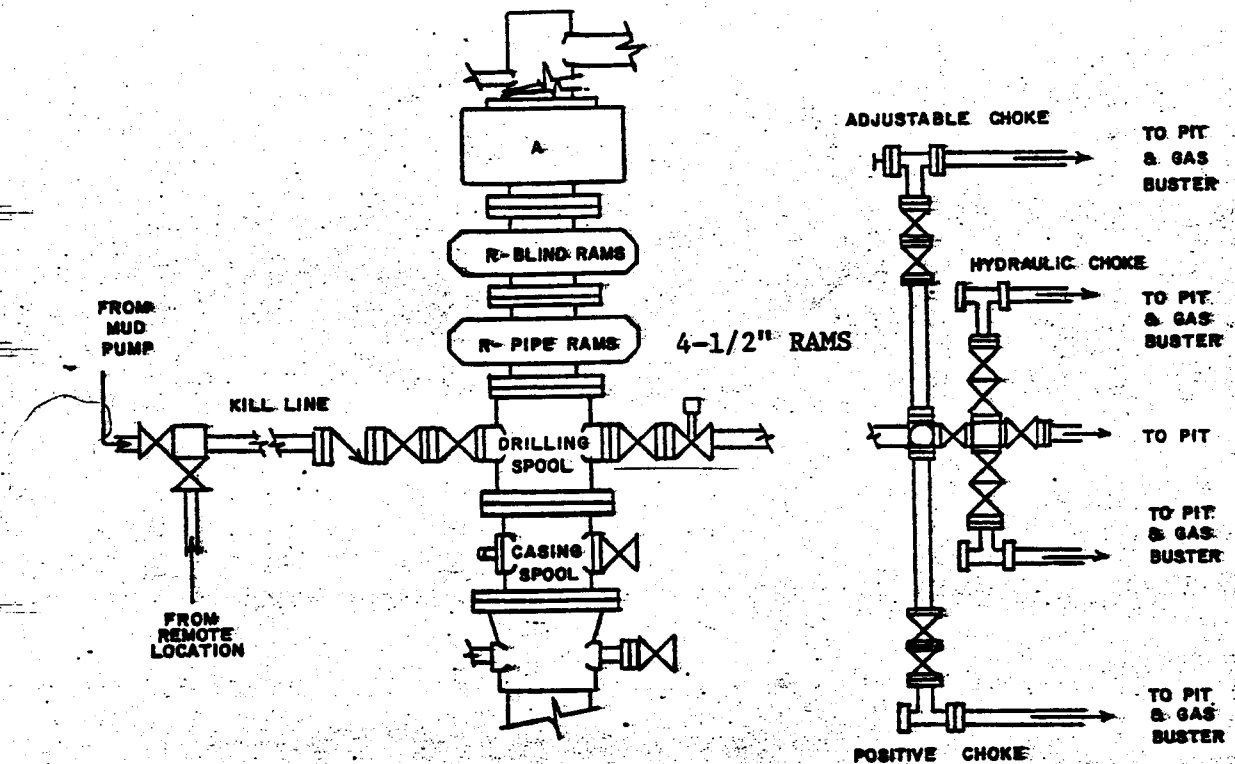 A
R-BLIND RAMS
R- PIPE RAMS
4-1/2" RAMS
FROM
MUD
PUMP
KILL LINE
DRILLING
SPOOL
CASING
SPOOL
FROM
REMOTE
LOCATION
ADJUSTABLE CHOKE
TO PIT
& GAS
BUSTER
HYDRAULIC CHOKE
TO PIT
& GAS
BUSTER
TO PIT
TO PIT
& GAS
BUSTER
TO PIT
& GAS
BUSTER
POSITIVE CHOKE